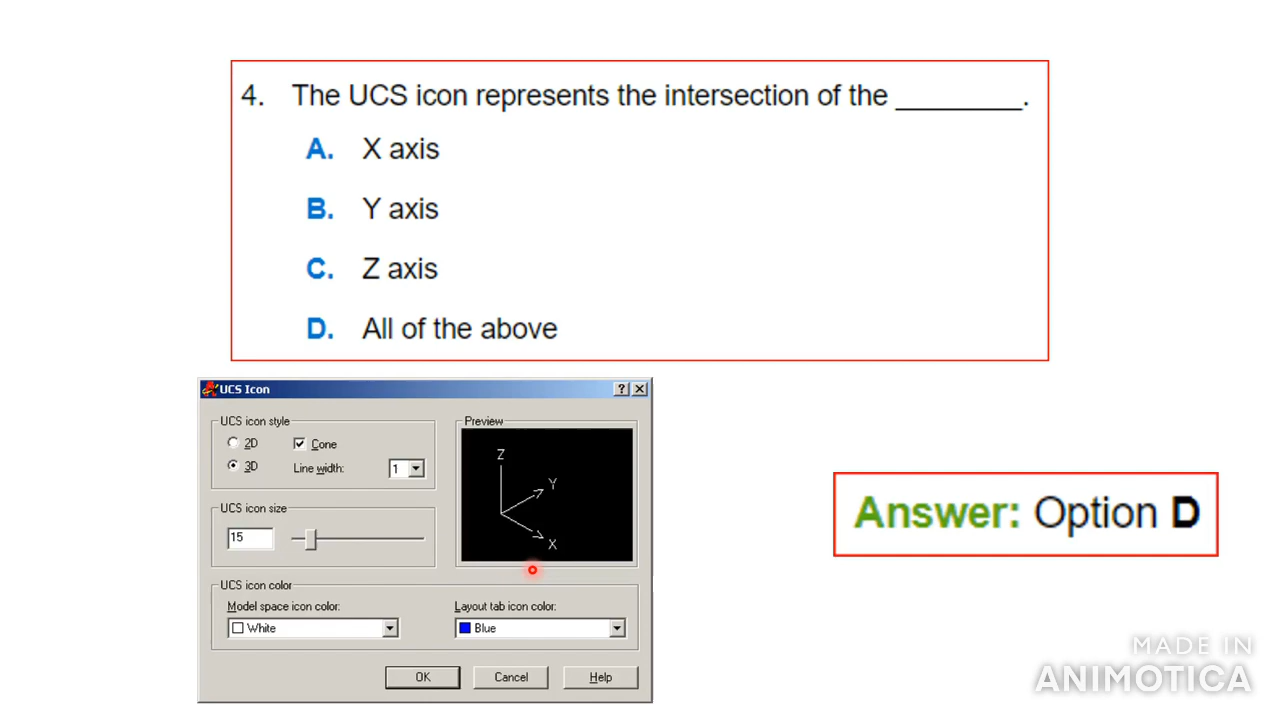 4. The UCS icon represents the intersection of the ________.
A. X axis
B. Y axis
C. Z axis
D. All of the above
UCS Icon
UCS icon style
2D
Cone
3D
Line width:
1
UCS icon size
15
Preview
Z
Y
X
UCS icon color
Model space icon color:
White
Layout tab icon color:
Blue
OK
Cancel
Help
Answer: Option D
MADE IN
ANIMOTICA